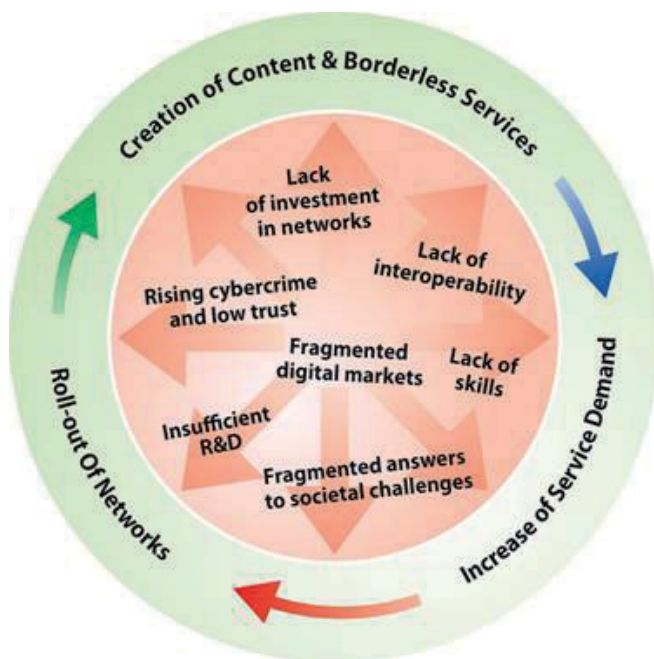 Creation of Content & Borderless Services
Lack
of investment
in networks
Lack of
interoperability
Rising cybercrime
and low trust
Fragmented
digital markets
Lack of
skills
Insufficient
R&D
Fragmented answers
to societal challenges
Increase of Service Demand
Roll-out Of Networks